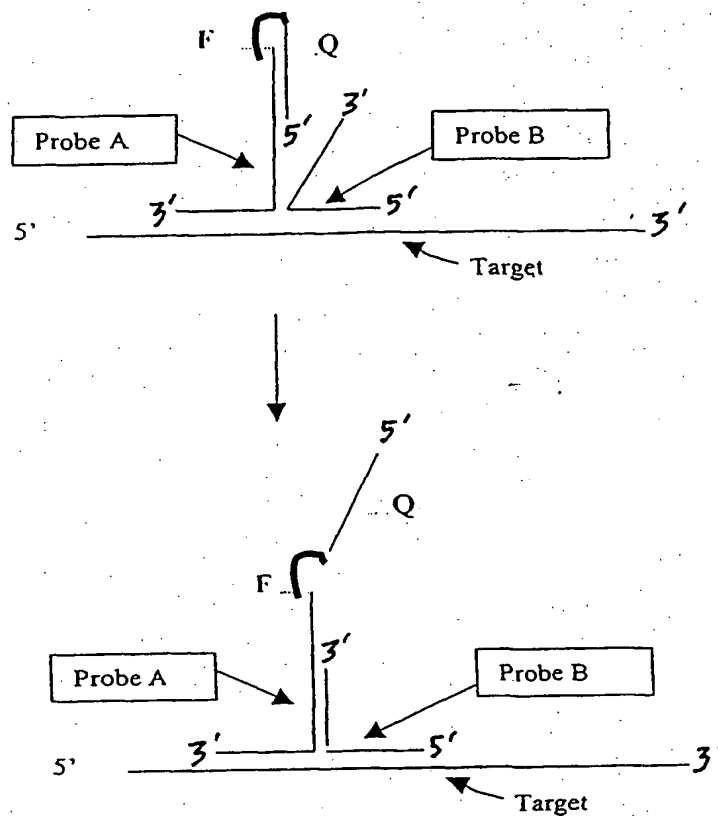 F Q
3'
5'
Probe A
Probe B
3' 5'
5' 3'
Target
5'
Q
F
3'
Probe A
Probe B
3' 5'
5' 3'
Target